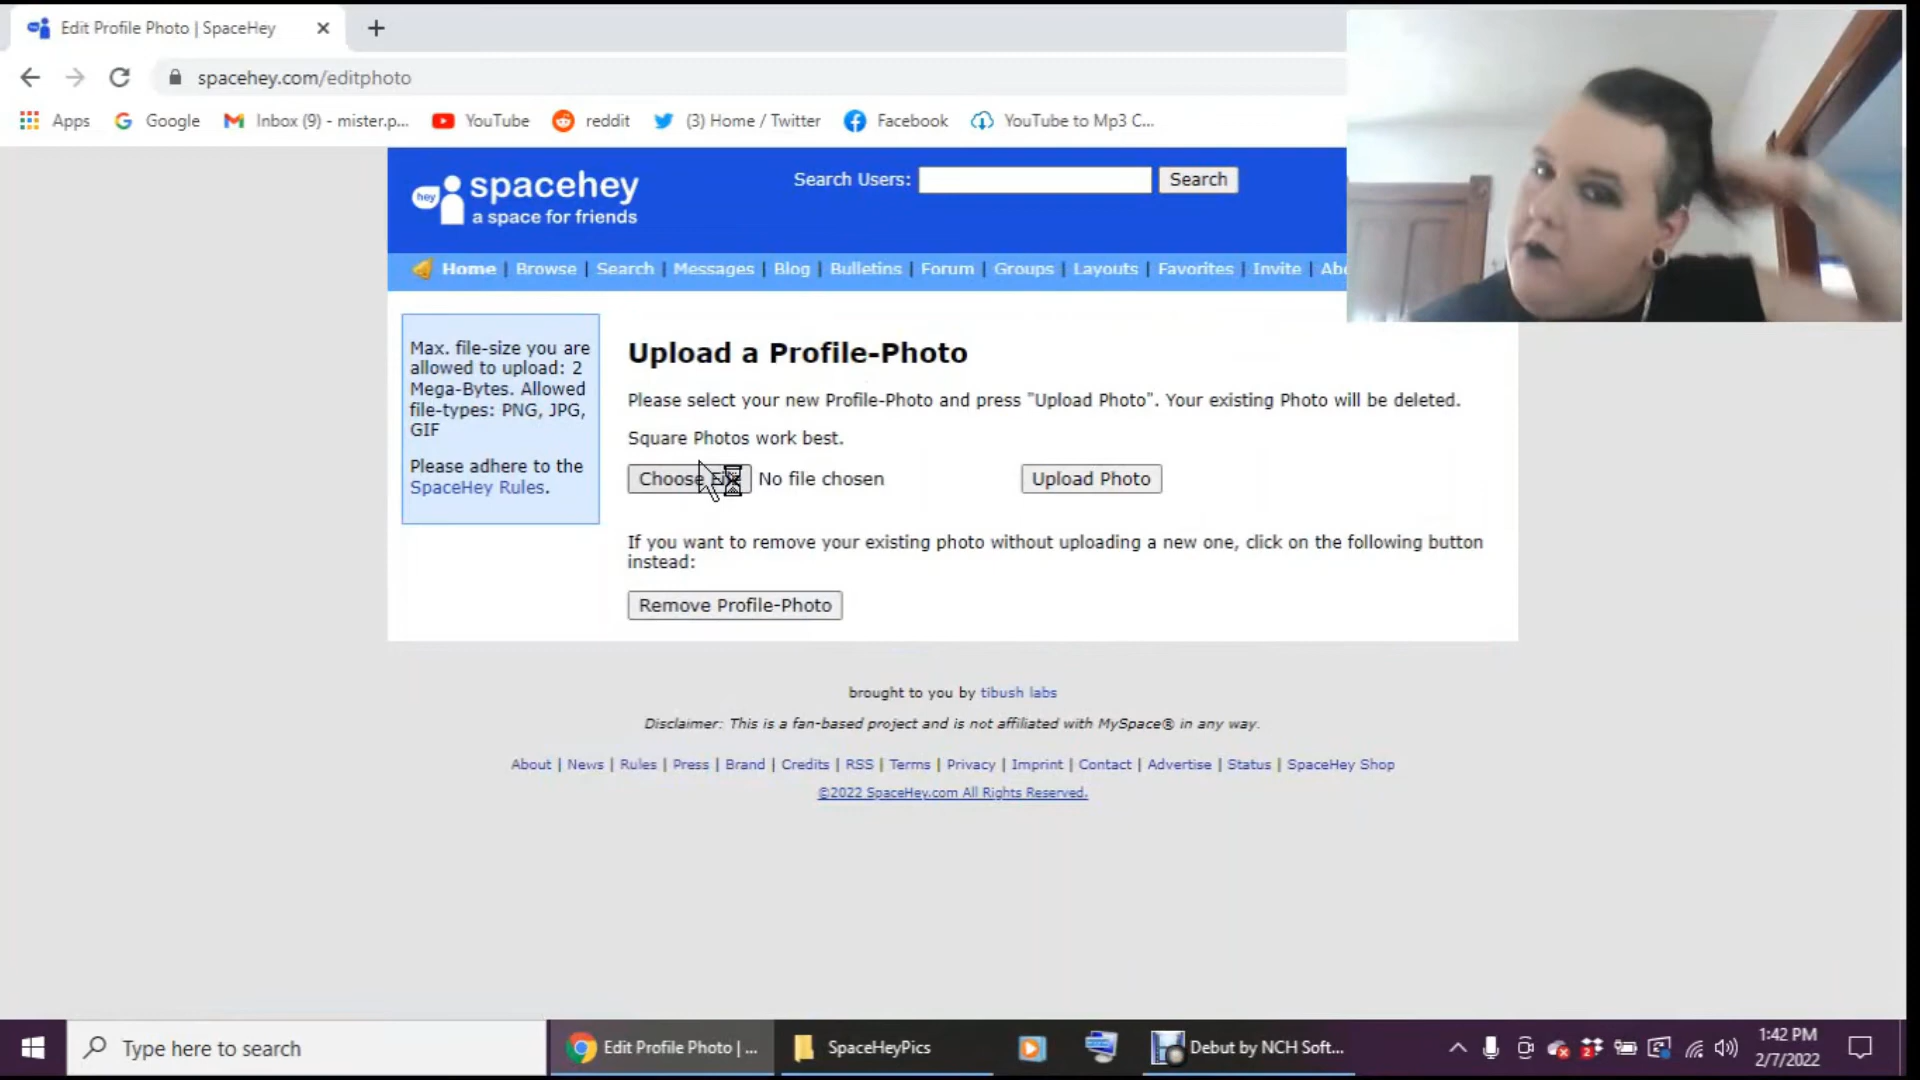 Edit Profile Photo | SpaceHey
spacehey.com/editphoto
Apps Google Inbox (9) - mister.p... YouTube reddit (3) Home / Twitter Facebook YouTube to Mp3 C...
hey spacehey
a space for friends
Search Users: Search
Home | Browse | Search | Messages | Blog | Bulletins | Forum | Groups | Layouts | Favorites | Invite | Abo
Max. file-size you are
allowed to upload: 2
Mega-Bytes. Allowed
file-types: PNG, JPG,
GIF
Please adhere to the
SpaceHey Rules.
Upload a Profile-Photo
Please select your new Profile-Photo and press "Upload Photo". Your existing Photo will be deleted.
Square Photos work best.
Choose File No file chosen Upload Photo
If you want to remove your existing photo without uploading a new one, click on the following button
instead:
Remove Profile-Photo
brought to you by tibush labs
Disclaimer: This is a fan-based project and is not affiliated with MySpace® in any way.
About | News | Rules | Press | Brand | Credits | RSS | Terms | Privacy | Imprint | Contact | Advertise | Status | SpaceHey Shop
©2022 SpaceHey.com All Rights Reserved.
Type here to search
Edit Profile Photo | ...
SpaceHeyPics
Debut by NCH Soft...
1:42 PM
2/7/2022